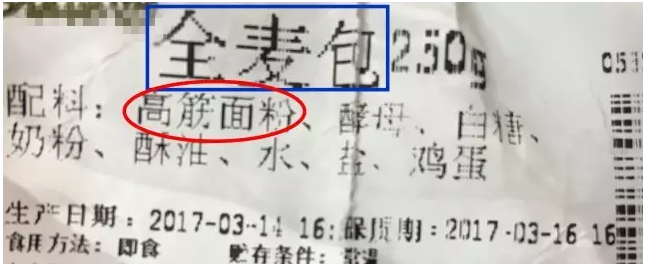 全麦包250g
配料：高筋面粉、酵母、白糖、
奶粉、酥油、水、盐、鸡蛋
生产日期：2017-03-14 16:保质期：2017-03-16 16
食用方法：即食 贮存条件：常温